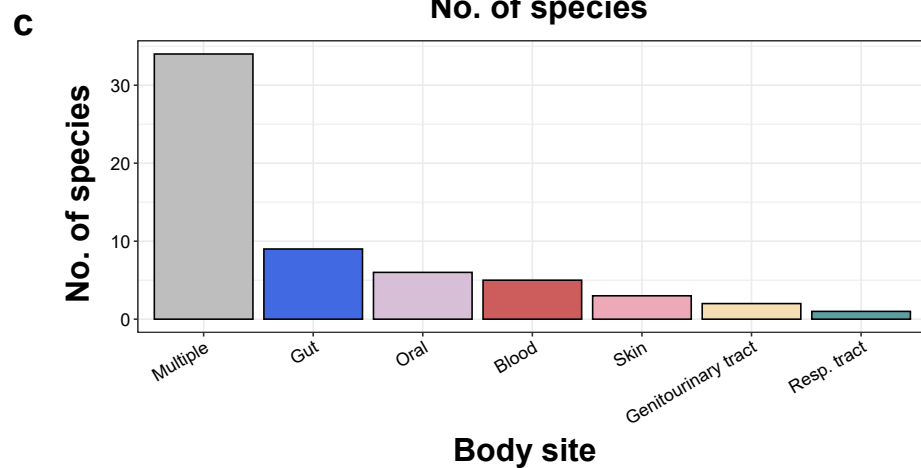 No. of species
c
No. of species
30
20
10
0
Multiple
Gut
Oral
Blood
Skin
Genitourinary tract
Resp. tract
Body site